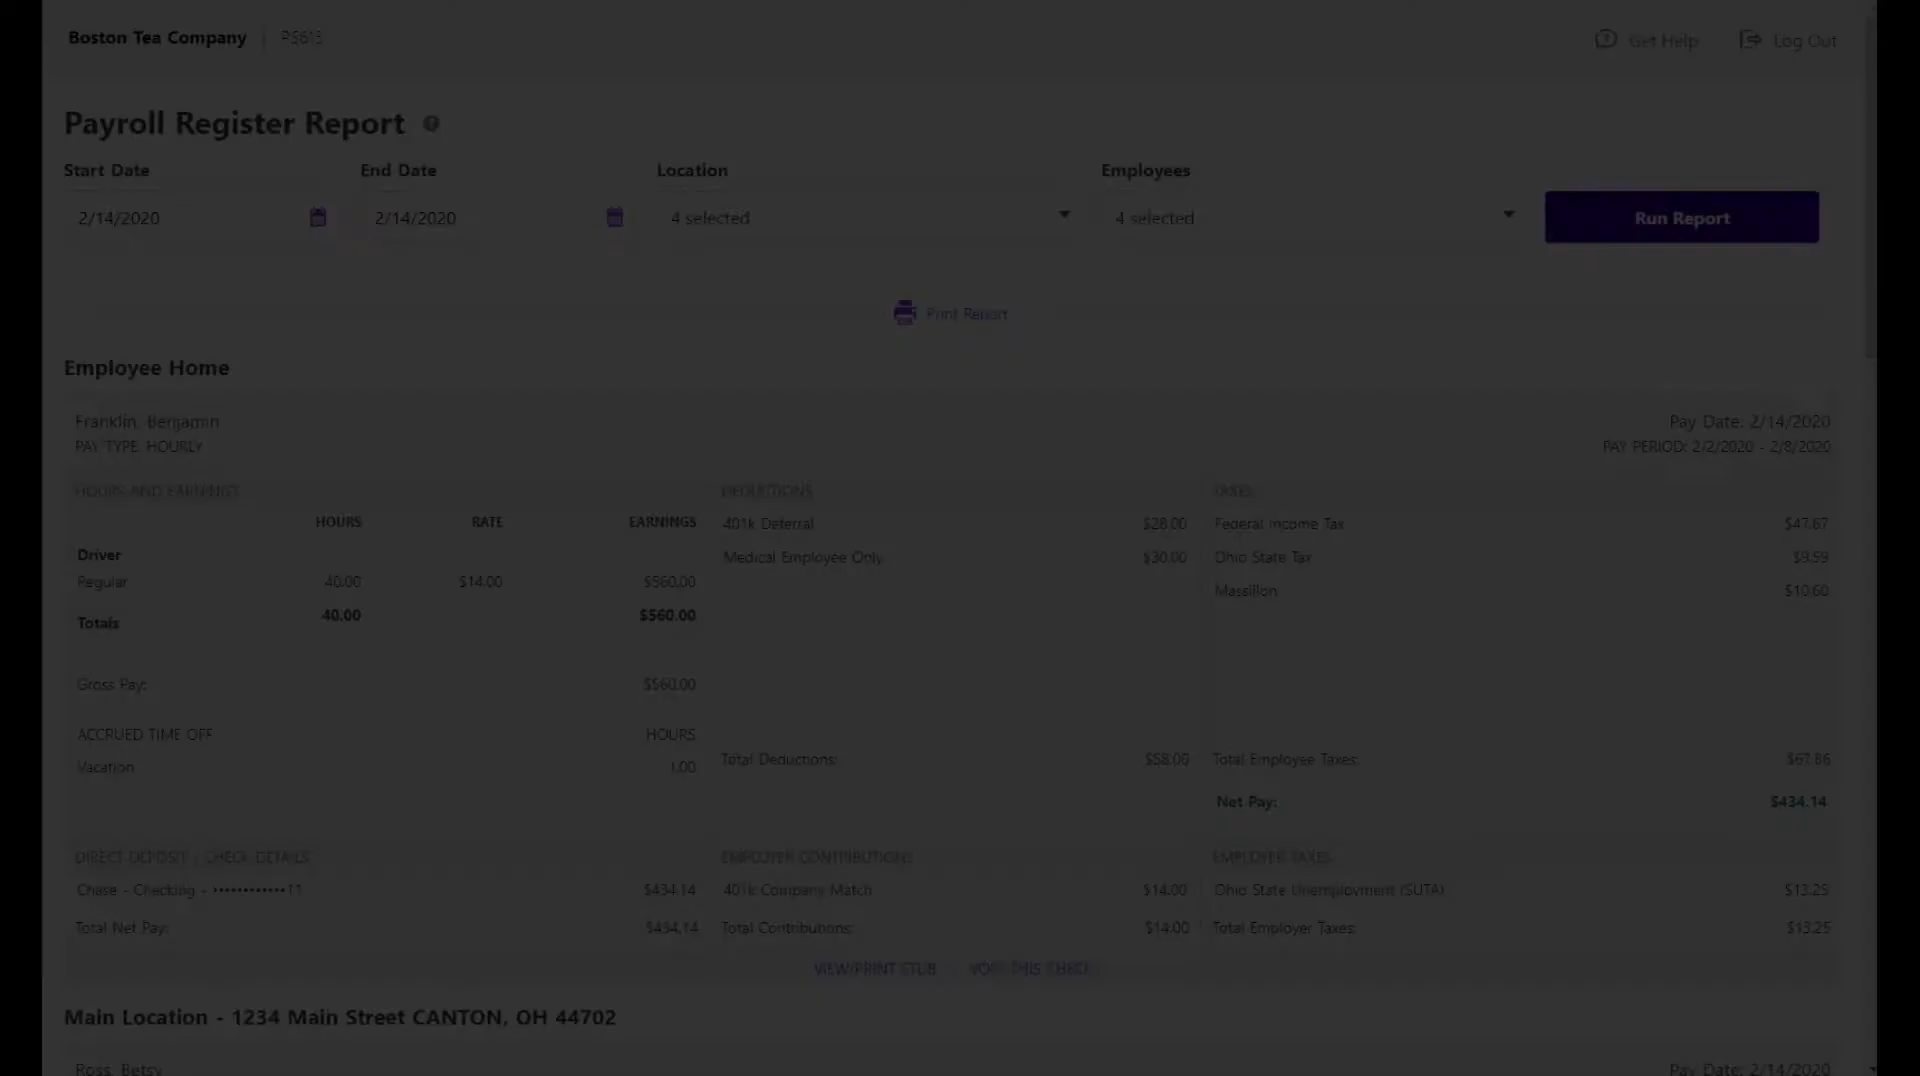 Boston Tea Company PS613 Get Help Log Out
Payroll Register Report
Start Date End Date Location Employees
2/14/2020 2/14/2020 4 selected 4 selected Run Report
Print Report
Employee Home
Franklin, Benjamin Pay Date: 2/14/2020
PAY TYPE: HOURLY PAY PERIOD: 2/2/2020 - 2/8/2020
HOURS AND EARNINGS DEDUCTIONS TAXES
HOURS RATE EARNINGS 401k Deferral $28.00 Federal Income Tax $47.67
Driver Medical Employee Only $30.00 Ohio State Tax $9.59
Regular 40.00 $14.00 $560.00 Massillon $10.60
Totals 40.00 $560.00
Gross Pay: $560.00
ACCRUED TIME OFF HOURS
Vacation 1.00 Total Deductions: $58.00 Total Employee Taxes: $67.86
Net Pay: $434.14
DIRECT DEPOSIT / CHECK DETAILS EMPLOYER CONTRIBUTIONS EMPLOYER TAXES
Chase - Checking - ••••••••••••11 $434.14 401k Company Match $14.00 Ohio State Unemployment (SUTA) $13.25
Total Net Pay: $434.14 Total Contributions: $14.00 Total Employer Taxes: $13.25
VIEW/PRINT STUB VOID THIS CHECK
Main Location - 1234 Main Street CANTON, OH 44702
Ross, Betsy Pay Date: 2/14/2020